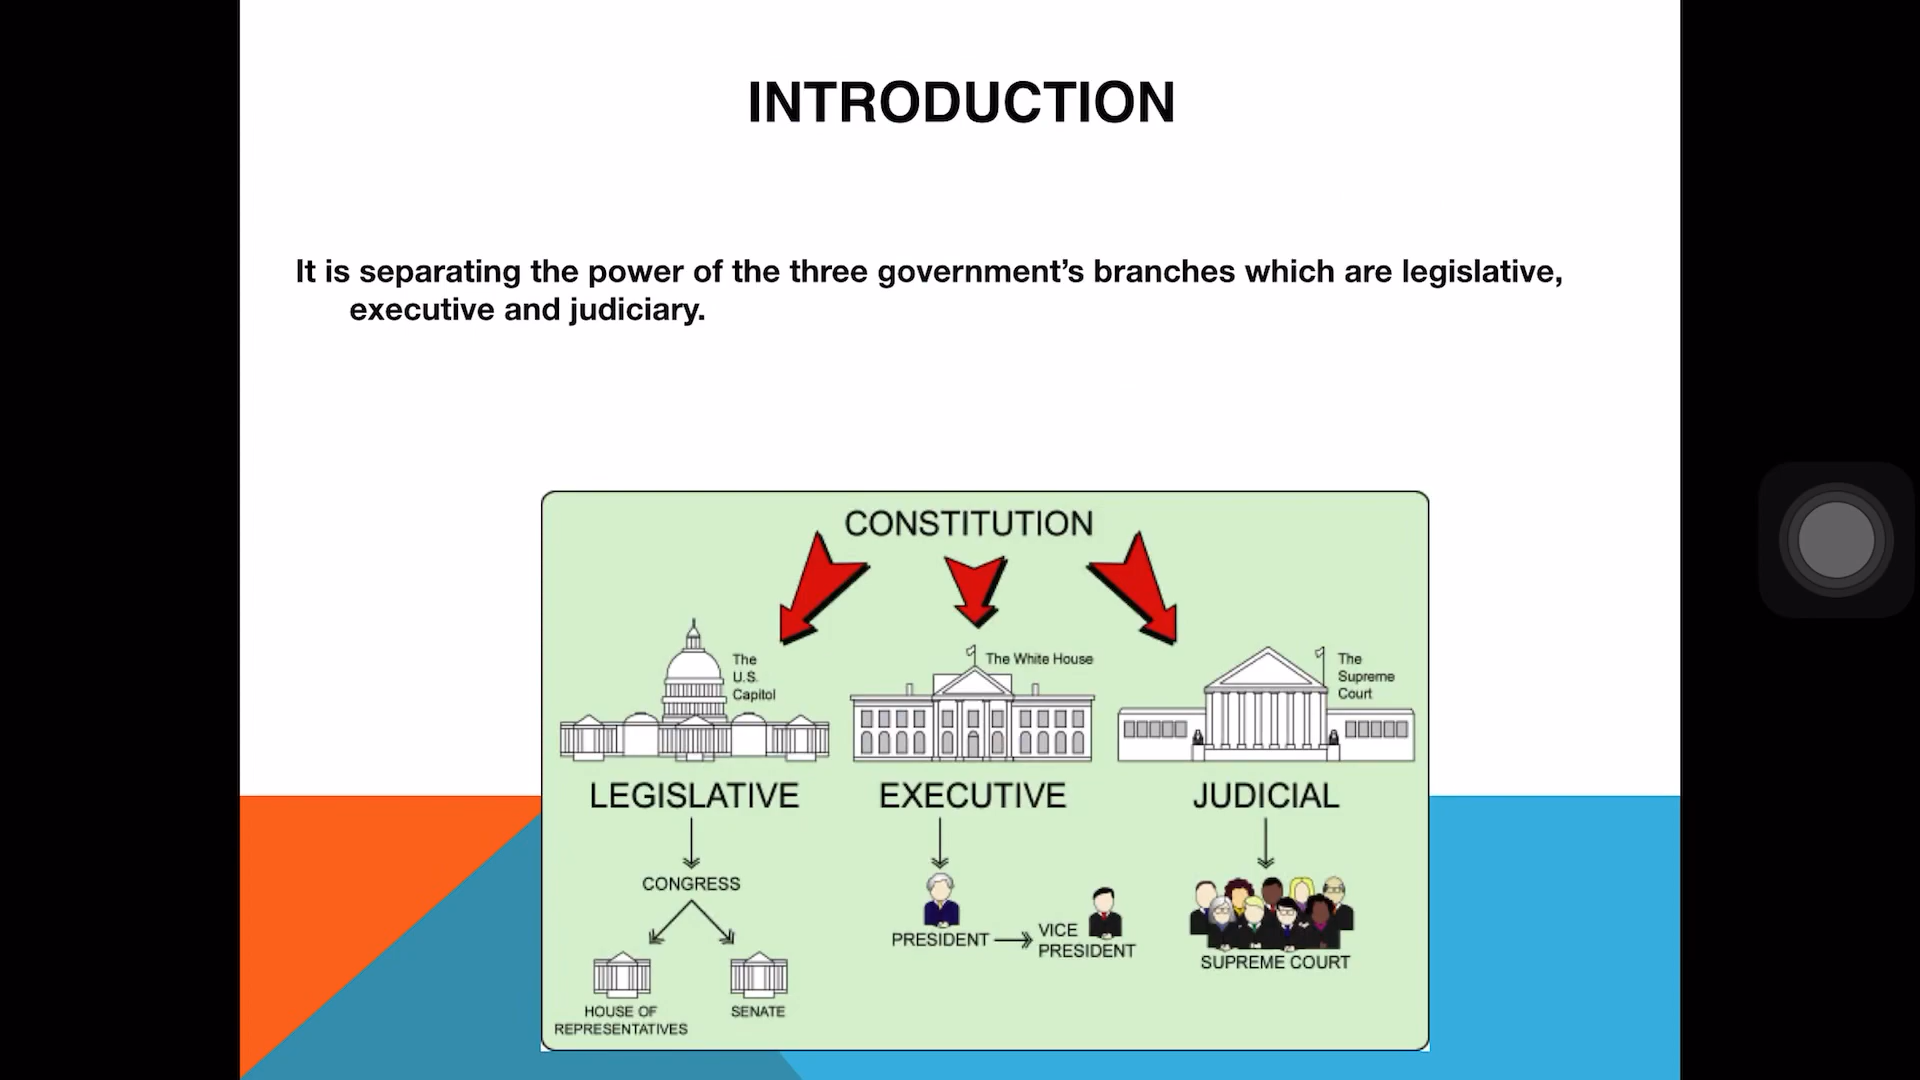 INTRODUCTION
It is separating the power of the three government’s branches which are legislative,
executive and judiciary.
CONSTITUTION
The
U.S.
Capitol
The White House
The
Supreme
Court
LEGISLATIVE
EXECUTIVE
JUDICIAL
CONGRESS
HOUSE OF
REPRESENTATIVES
SENATE
PRESIDENT
VICE
PRESIDENT
SUPREME COURT